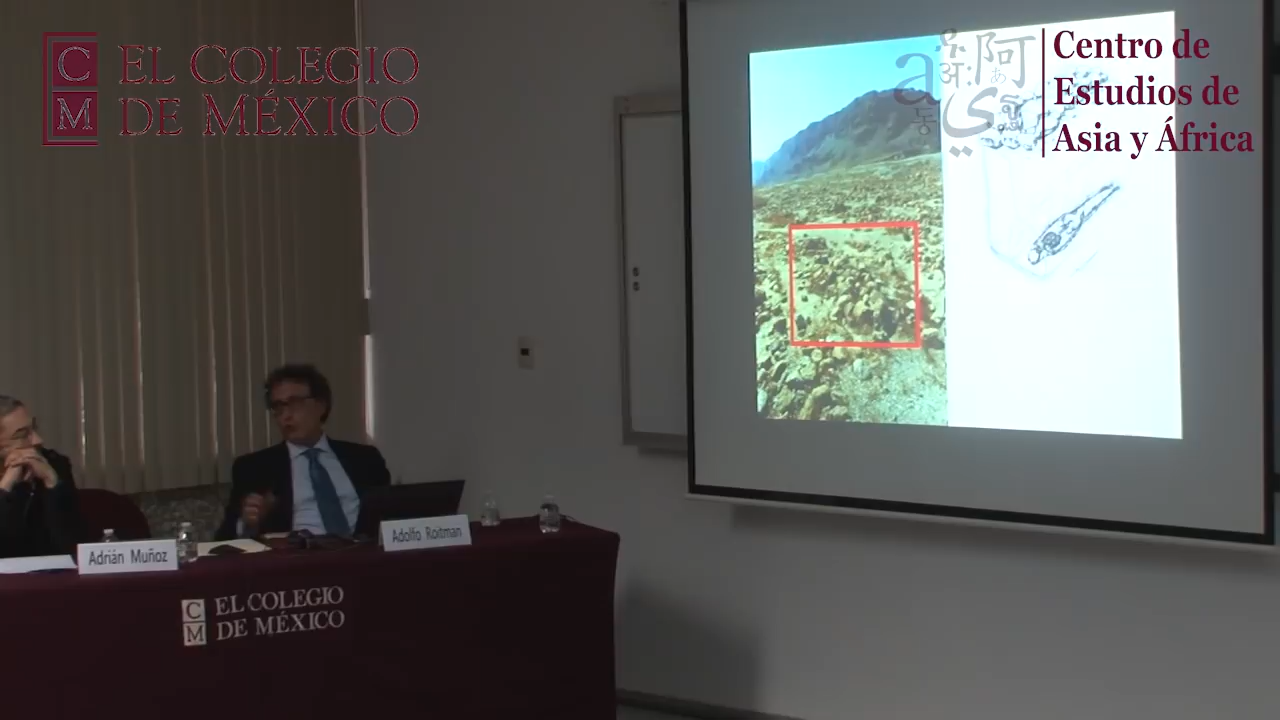 EL COLEGIO
DE MÉXICO
C
M
Centro de
Estudios de
Asia y África
Adrián Muñoz
Adolfo Roitman
C
M
EL COLEGIO
DE MÉXICO